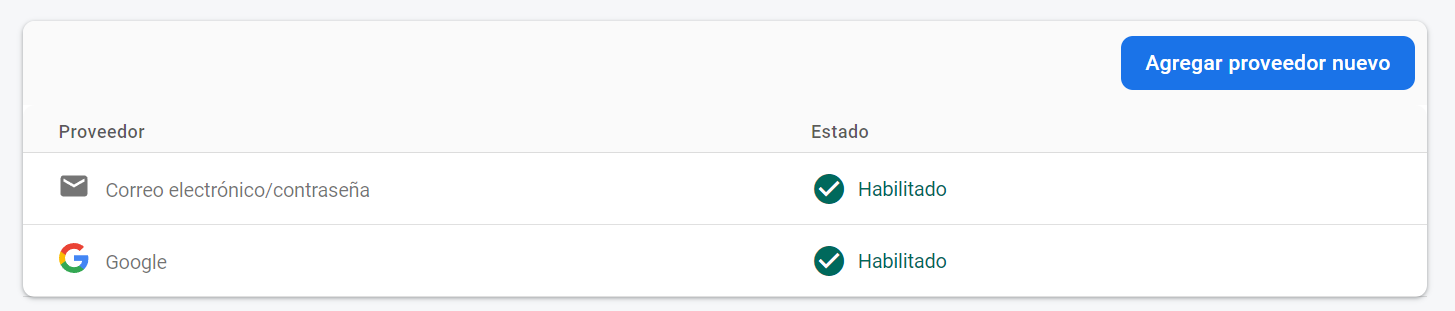 Agregar proveedor nuevo
Proveedor Estado
Correo electrónico/contraseña Habilitado
Google Habilitado